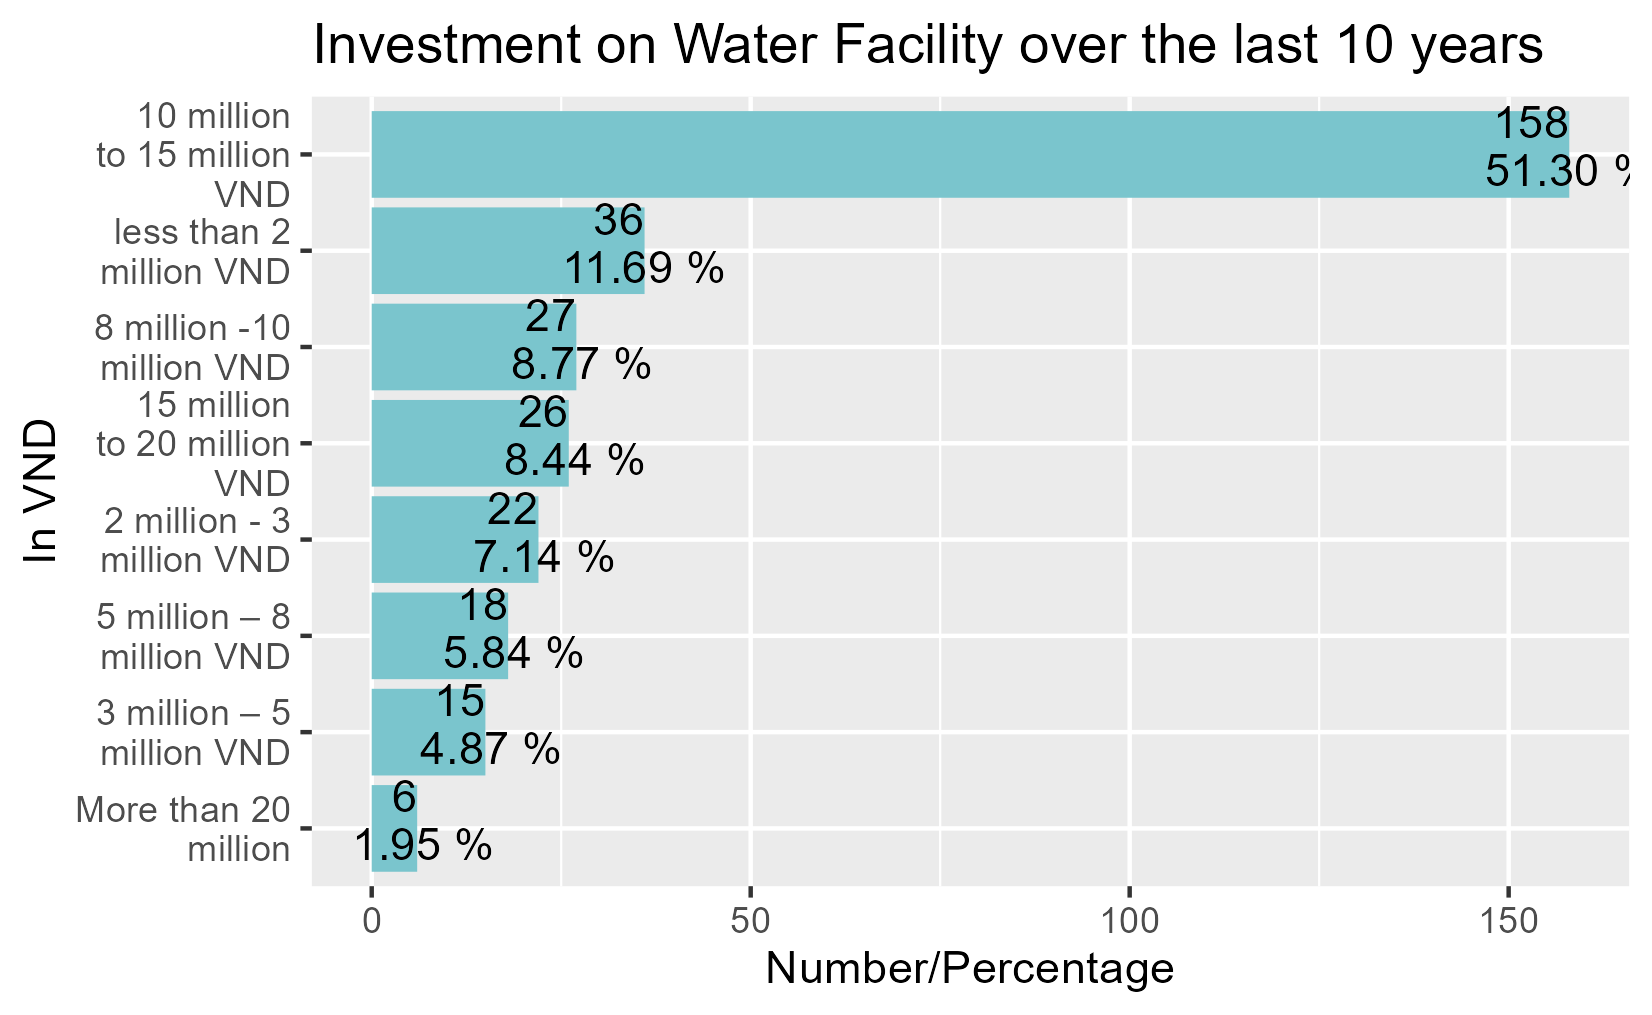 Investment on Water Facility over the last 10 years
In VND
10 million
to 15 million
VND
158
51.30 %
less than 2
million VND
36
11.69 %
8 million -10
million VND
27
8.77 %
15 million
to 20 million
VND
26
8.44 %
2 million - 3
million VND
22
7.14 %
5 million – 8
million VND
18
5.84 %
3 million – 5
million VND
15
4.87 %
More than 20
million
6
1.95 %
0
50
100
150
Number/Percentage